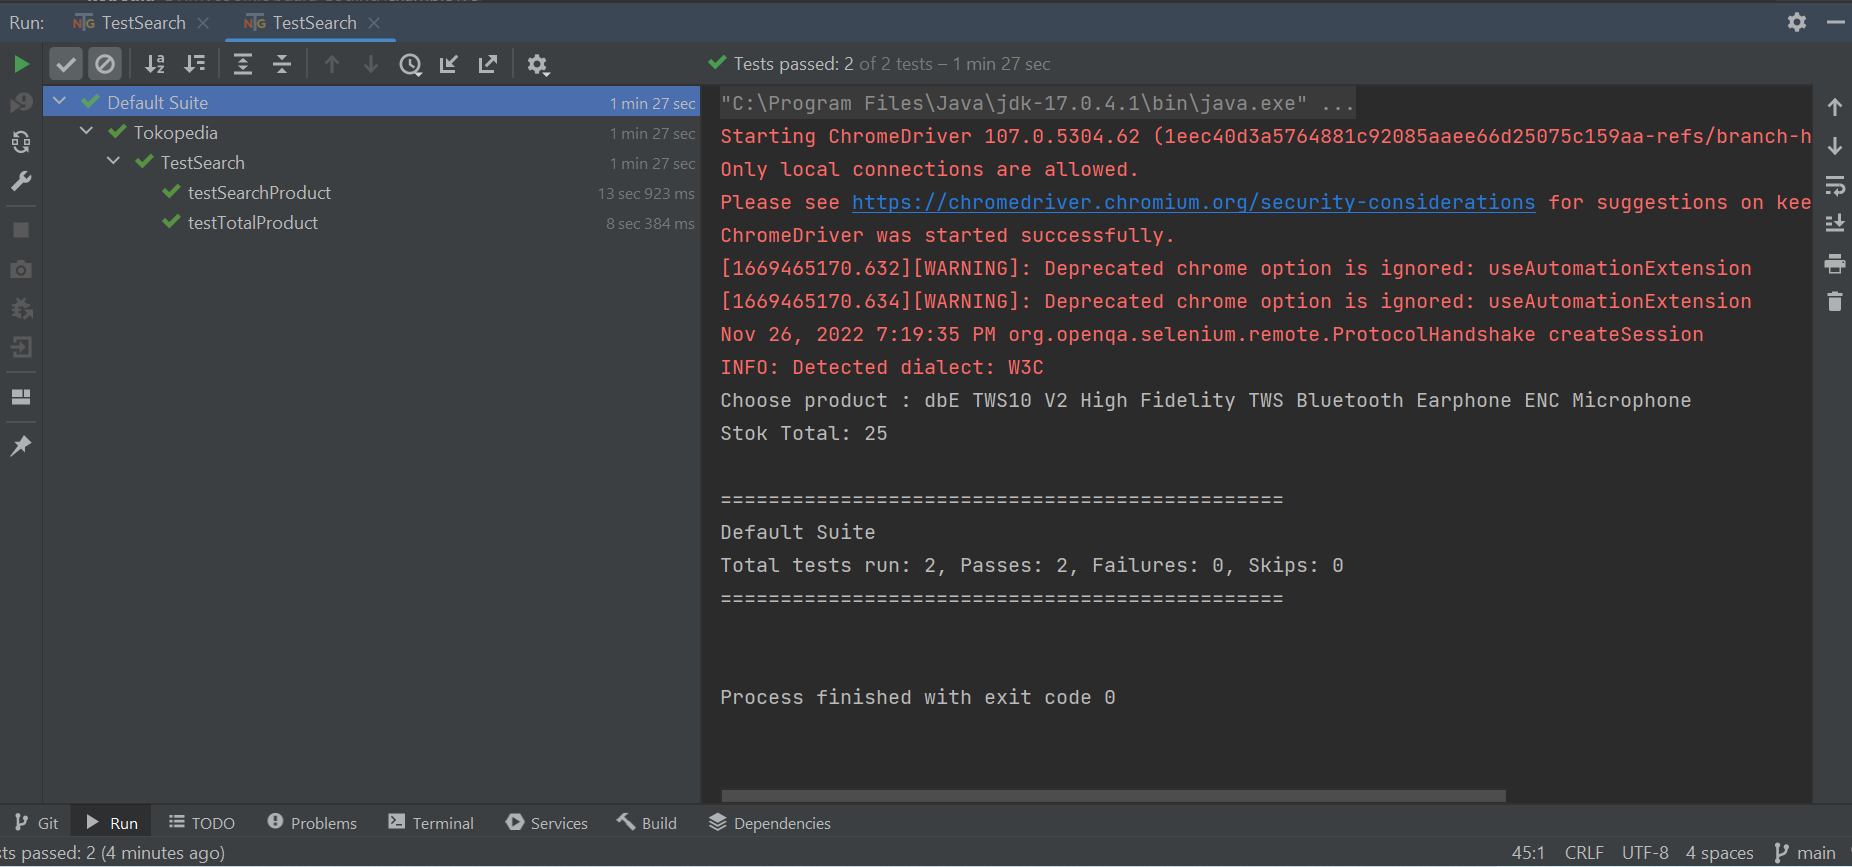 Run: TestSearch TestSearch
Tests passed: 2 of 2 tests – 1 min 27 sec
Default Suite 1 min 27 sec
Tokopedia 1 min 27 sec
TestSearch 1 min 27 sec
testSearchProduct 13 sec 923 ms
testTotalProduct 8 sec 384 ms
"C:\Program Files\Java\jdk-17.0.4.1\bin\java.exe" ...
Starting ChromeDriver 107.0.5304.62 (1eec40d3a5764881c92085aaee66d25075c159aa-refs/branch-h
Only local connections are allowed.
Please see https://chromedriver.chromium.org/security-considerations for suggestions on kee
ChromeDriver was started successfully.
[1669465170.632][WARNING]: Deprecated chrome option is ignored: useAutomationExtension
[1669465170.634][WARNING]: Deprecated chrome option is ignored: useAutomationExtension
Nov 26, 2022 7:19:35 PM org.openqa.selenium.remote.ProtocolHandshake createSession
INFO: Detected dialect: W3C
Choose product : dbE TWS10 V2 High Fidelity TWS Bluetooth Earphone ENC Microphone
Stok Total: 25
===============================================
Default Suite
Total tests run: 2, Passes: 2, Failures: 0, Skips: 0
===============================================
Process finished with exit code 0
Git Run TODO Problems Terminal Services Build Dependencies
ts passed: 2 (4 minutes ago) 45:1 CRLF UTF-8 4 spaces main